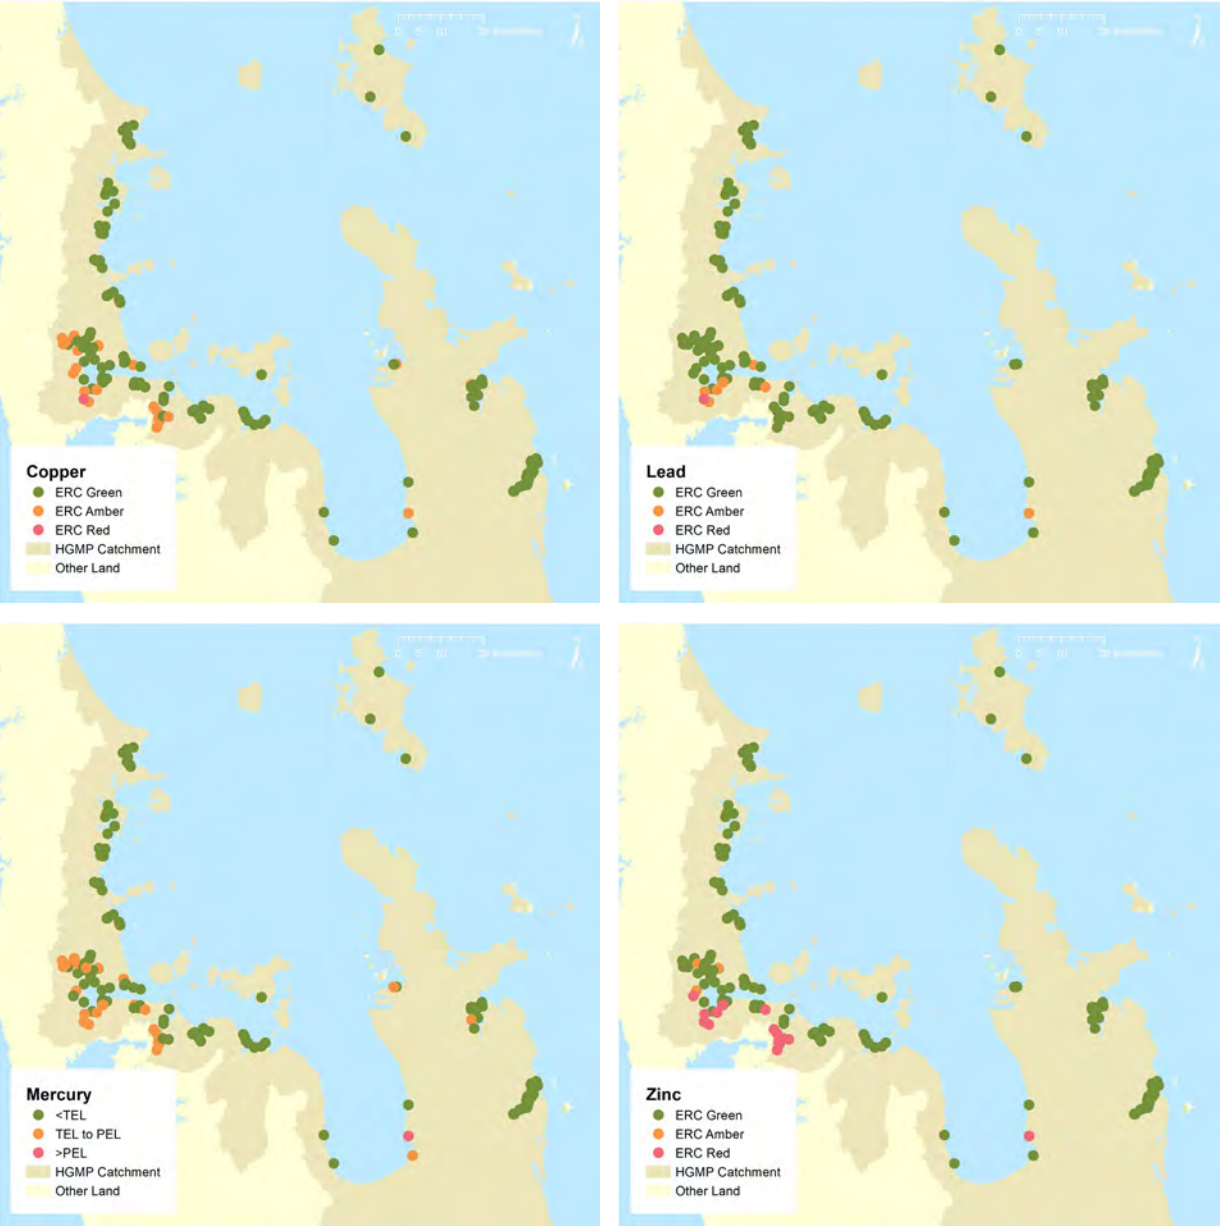 Copper
ERC Green
ERC Amber
ERC Red
HGMP Catchment
Other Land
Lead
ERC Green
ERC Amber
ERC Red
HGMP Catchment
Other Land
Mercury
<TEL
TEL to PEL
>PEL
HGMP Catchment
Other Land
Zinc
ERC Green
ERC Amber
ERC Red
HGMP Catchment
Other Land